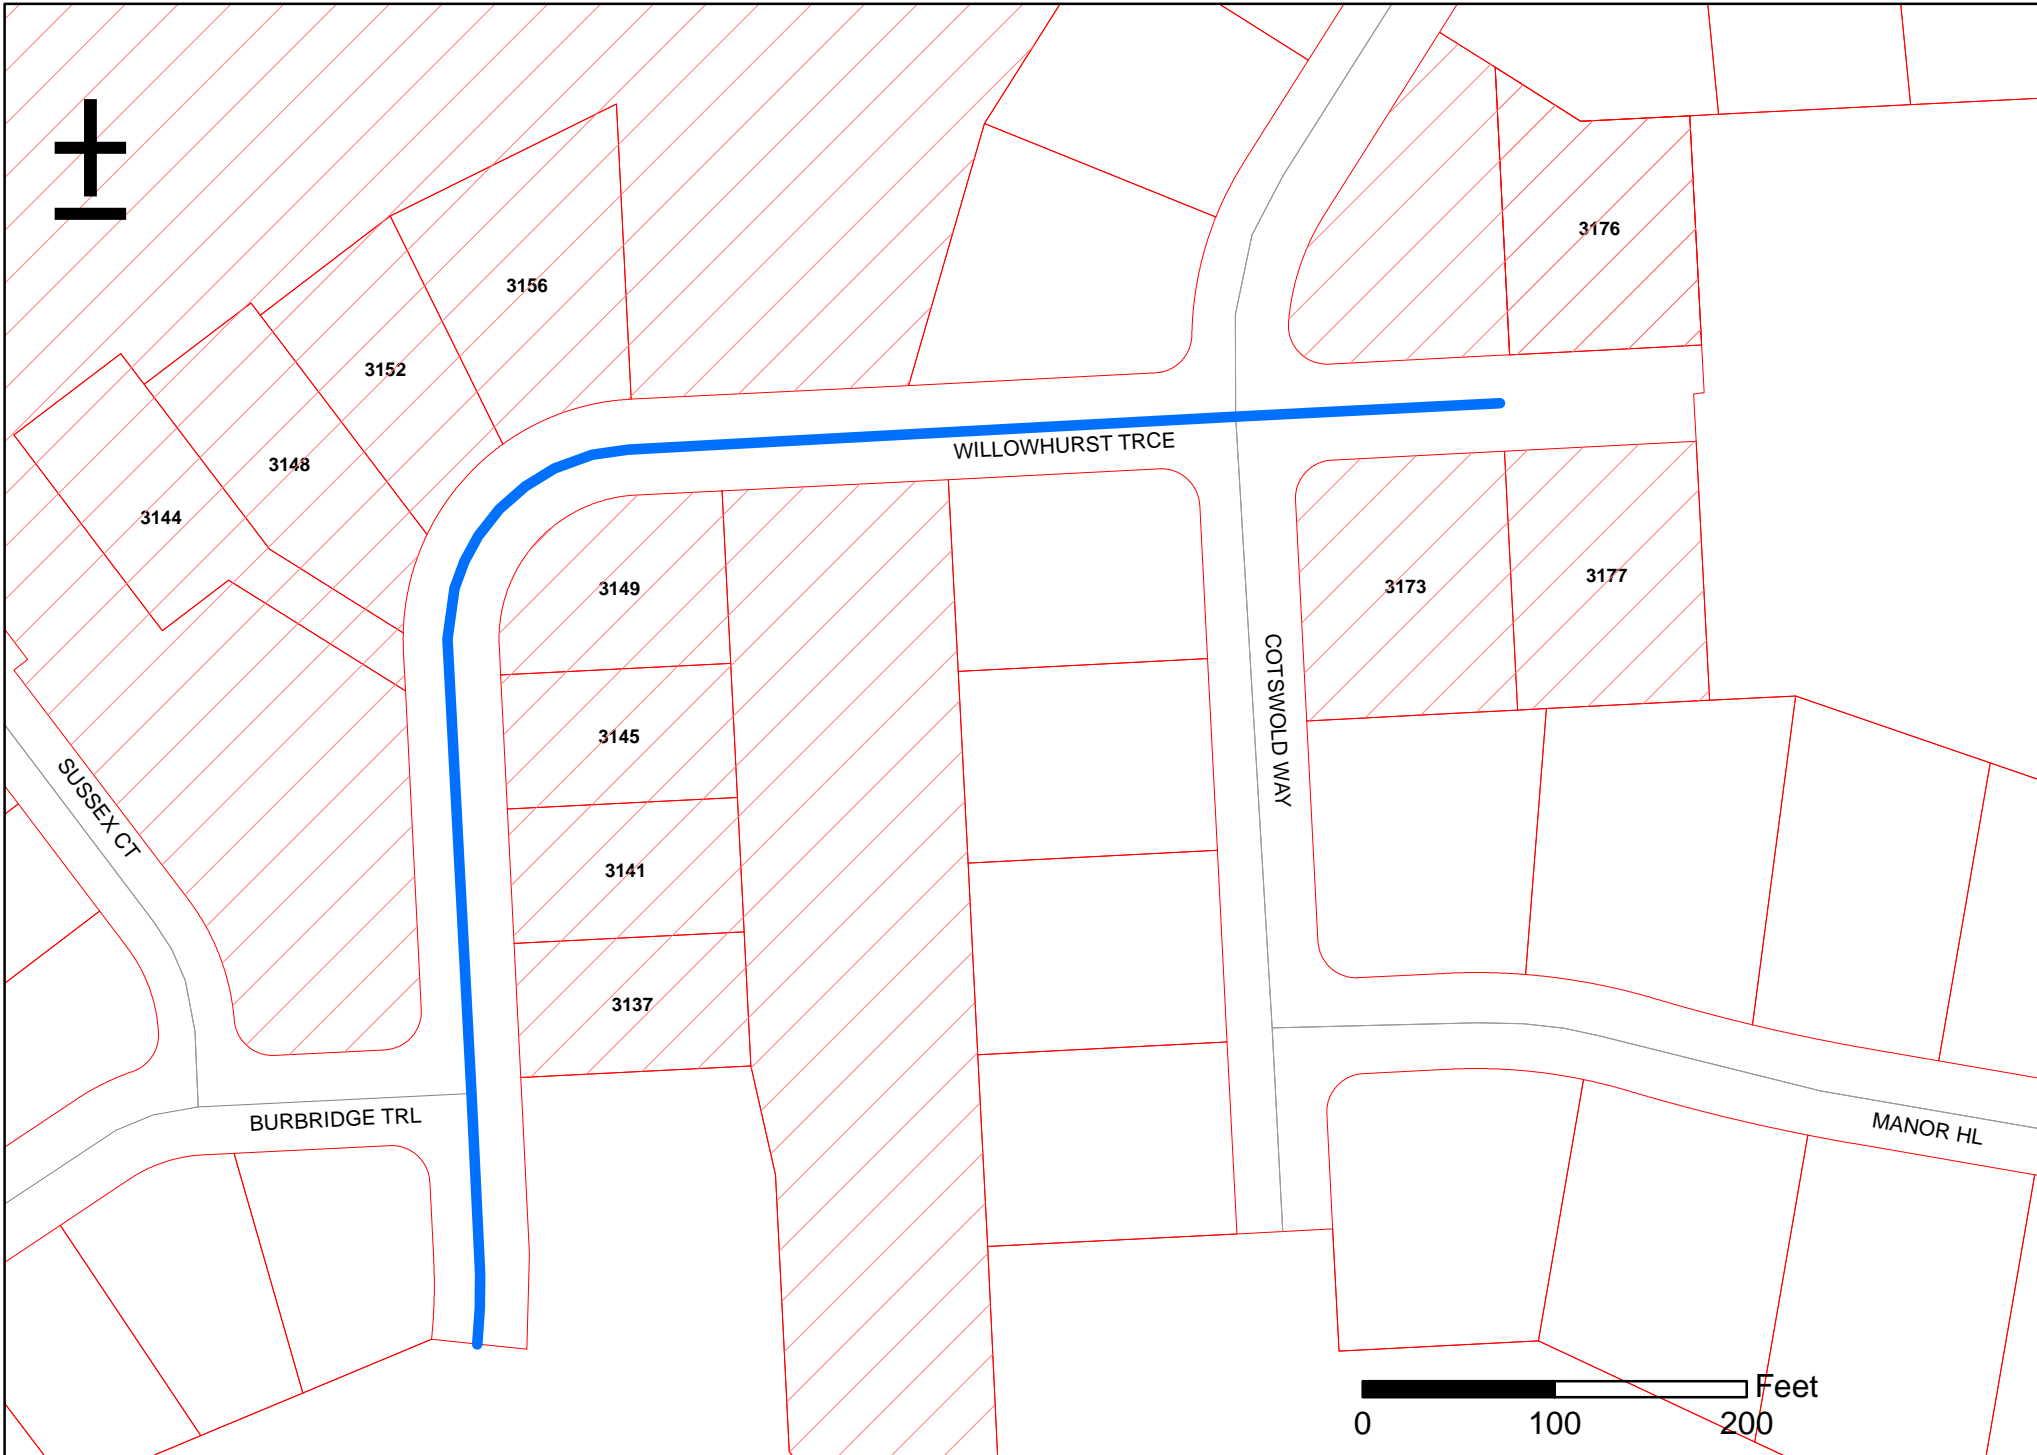 3176
3156
3152
WILLOWHURST TRCE
3148
3144
3149
3173
3177
COTSWOLD WAY
3145
SUSSEX CT
3141
3137
BURBRIDGE TRL
MANOR HL
Feet
0 100 200